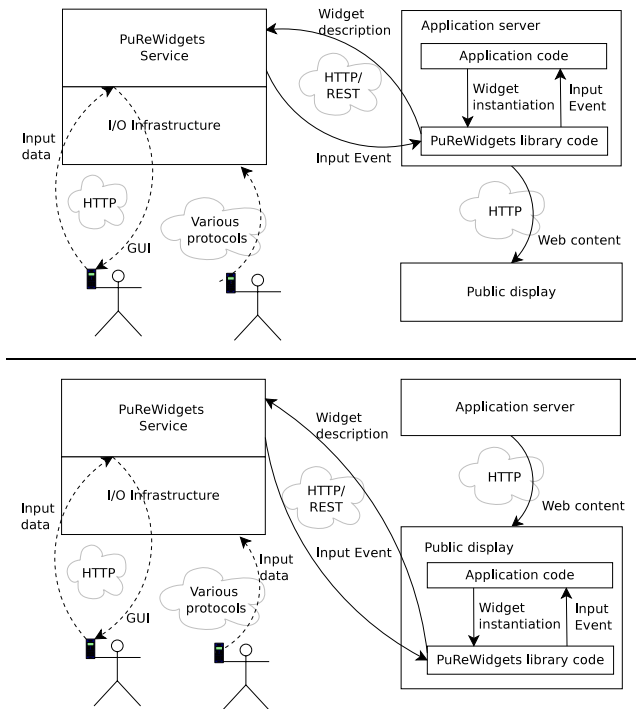 PuReWidgets
Service
I/O Infrastructure
Input
data
HTTP
GUI
Various
protocols
Widget
description
HTTP/
REST
Input Event
Application server
Application code
Widget
instantiation
Input
Event
PuReWidgets library code
HTTP
Web content
Public display
PuReWidgets
Service
I/O Infrastructure
Input
data
HTTP
GUI
Input
data
Various
protocols
Widget
description
HTTP/
REST
Input Event
Application server
HTTP
Web content
Public display
Application code
Widget
instantiation
Input
Event
PuReWidgets library code